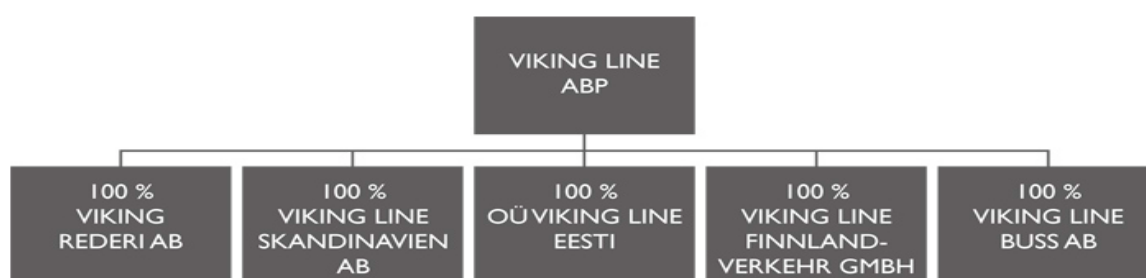 VIKING LINE
ABP
100 %
VIKING
REDERI AB
100 %
VIKING LINE
SKANDINAVIEN
AB
100 %
OÜ VIKING LINE
EESTI
100 %
VIKING LINE
FINNLAND-
VERKEHR GMBH
100 %
VIKING LINE
BUSS AB